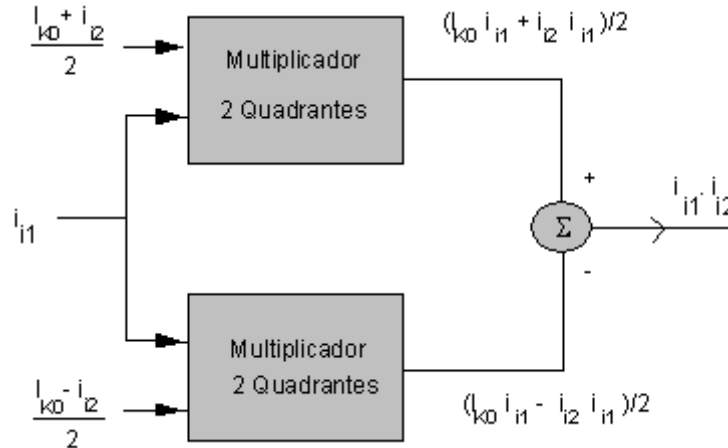 I_k0 + i_i2
2
Multiplicador
2 Quadrantes
(I_k0 i_i1 + i_i2 i_i1)/2
+
i_i1 . i_i2
i_i1
Σ
-
Multiplicador
2 Quadrantes
I_k0 - i_i2
2
(I_k0 i_i1 - i_i2 i_i1)/2